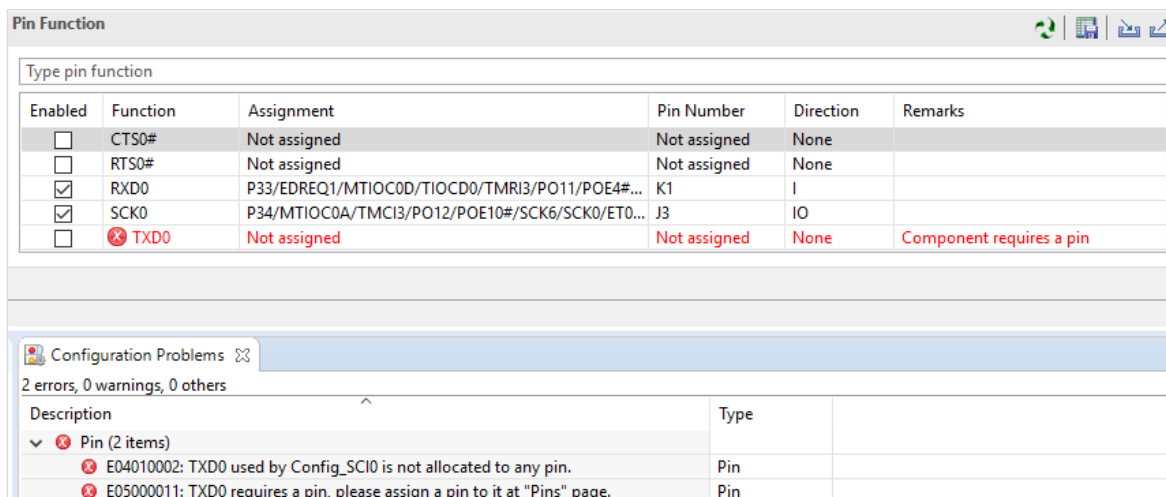 Pin Function
Type pin function
Enabled Function Assignment Pin Number Direction Remarks
CTS0# Not assigned Not assigned None
RTS0# Not assigned Not assigned None
RXD0 P33/EDREQ1/MTIOC0D/TIOCD0/TMRI3/PO11/POE4#... K1 I
SCK0 P34/MTIOC0A/TMCI3/PO12/POE10#/SCK6/SCK0/ET0... J3 IO
TXD0 Not assigned Not assigned None Component requires a pin
Configuration Problems
2 errors, 0 warnings, 0 others
Description Type
Pin (2 items)
E04010002: TXD0 used by Config_SCI0 is not allocated to any pin. Pin
E05000011: TXD0 requires a pin, please assign a pin to it at "Pins" page. Pin